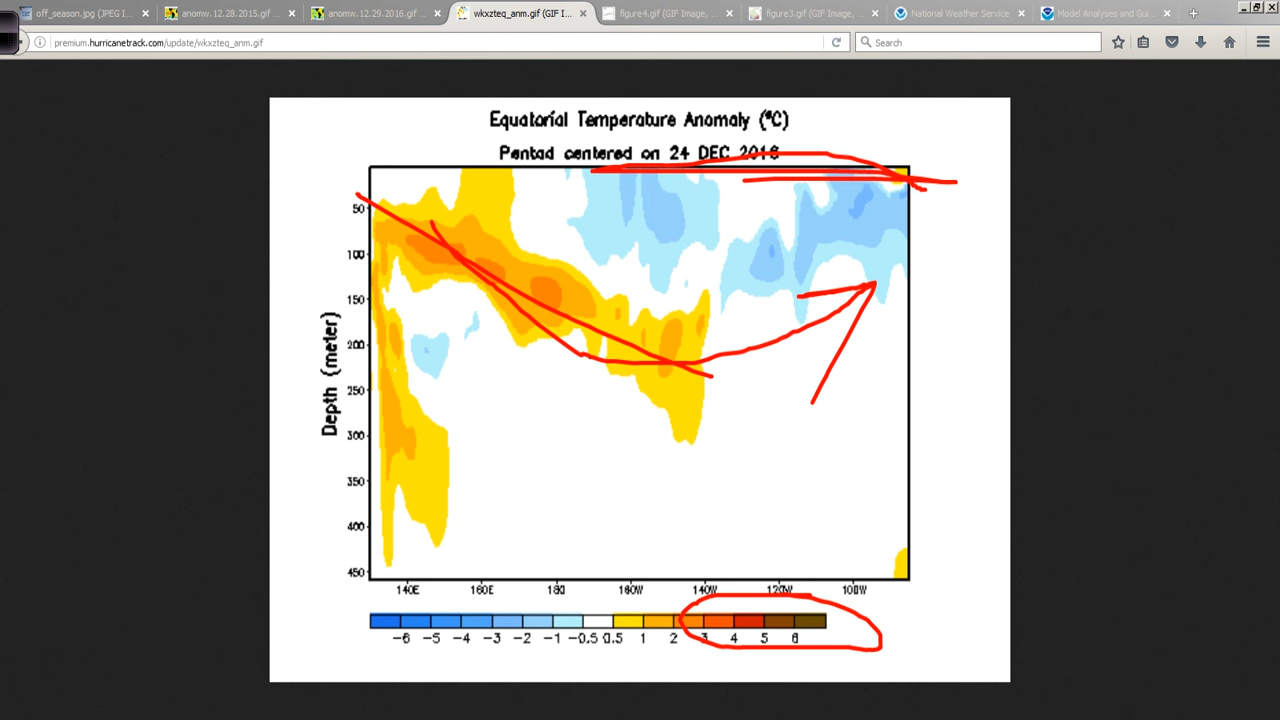 off_season.jpg (JPEG I...
anomw.12.28.2015.gif ...
anomw.12.29.2016.gif ...
wkxzteq_anm.gif (GIF I...
figure4.gif (GIF Image, ...
figure3.gif (GIF Image, ...
National Weather Service
Model Analyses and Gui...
premium.hurricanetrack.com/update/wkxzteq_anm.gif
Search
Equatorial Temperature Anomaly (°C)
Pentad centered on 24 DEC 2016
Depth (meter)
50
100
150
200
250
300
350
400
450
140E 160E 180 160W 140W 120W 100W
-6 -5 -4 -3 -2 -1 -0.5 0.5 1 2 3 4 5 6